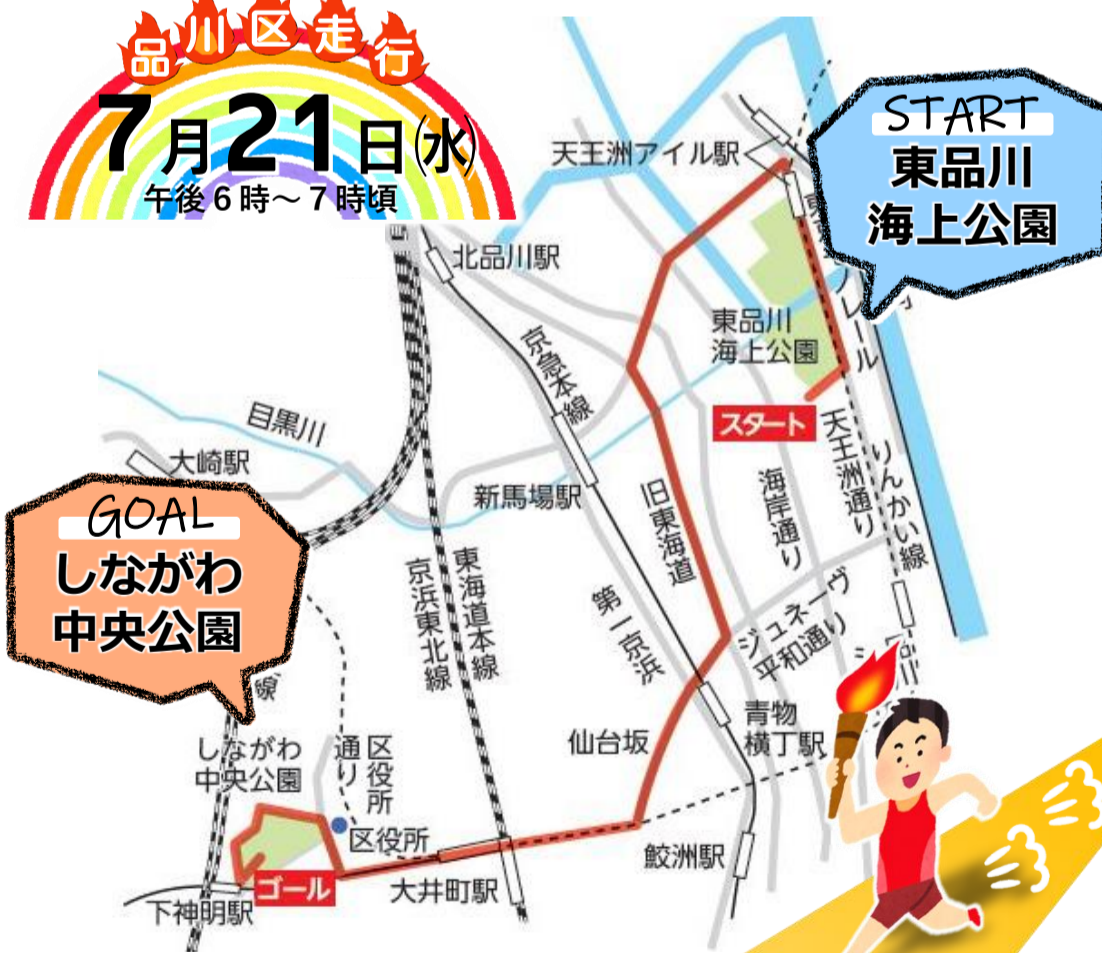 品川区走行
7月21日(水)
午後6時～7時頃
START
東品川
海上公園
天王洲アイル駅
北品川駅
京急本線
東品川
海上公園
スタート
目黒川
大崎駅
新馬場駅
旧東海道
海岸通り
天王洲通り
りんかい線
GOAL
しながわ
中央公園
京浜東北線
東海道本線
第一京浜
ジュネーヴ
平和通り
仙台坂
青物
横丁駅
しながわ
中央公園
区役所
通り
区役所
鮫洲駅
大井町駅
ゴール
下神明駅